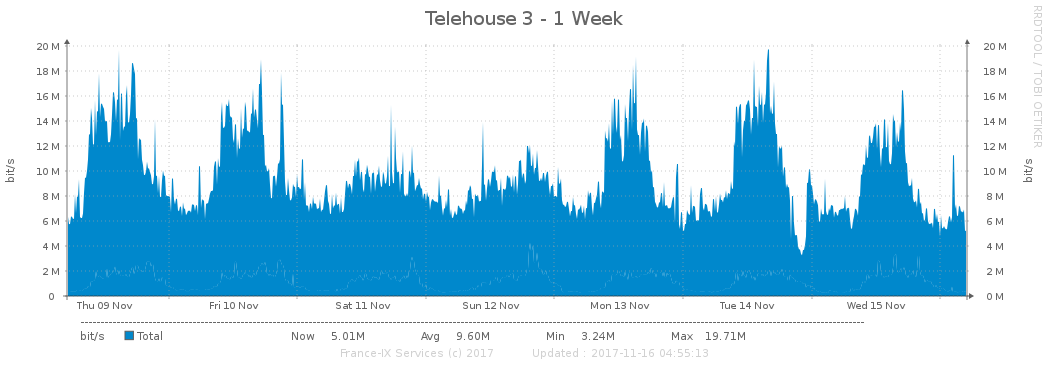 Telehouse 3 - 1 Week
RRDTOOL / TOBI OETIKER
bit/s
bit/s
20 M 20 M
18 M 18 M
16 M 16 M
14 M 14 M
12 M 12 M
10 M 10 M
8 M 8 M
6 M 6 M
4 M 4 M
2 M 2 M
0 0 M
Thu 09 Nov Fri 10 Nov Sat 11 Nov Sun 12 Nov Mon 13 Nov Tue 14 Nov Wed 15 Nov
bit/s Total Now 5.01M Avg 9.60M Min 3.24M Max 19.71M
France-IX Services (c) 2017 Updated : 2017-11-16 04:55:13